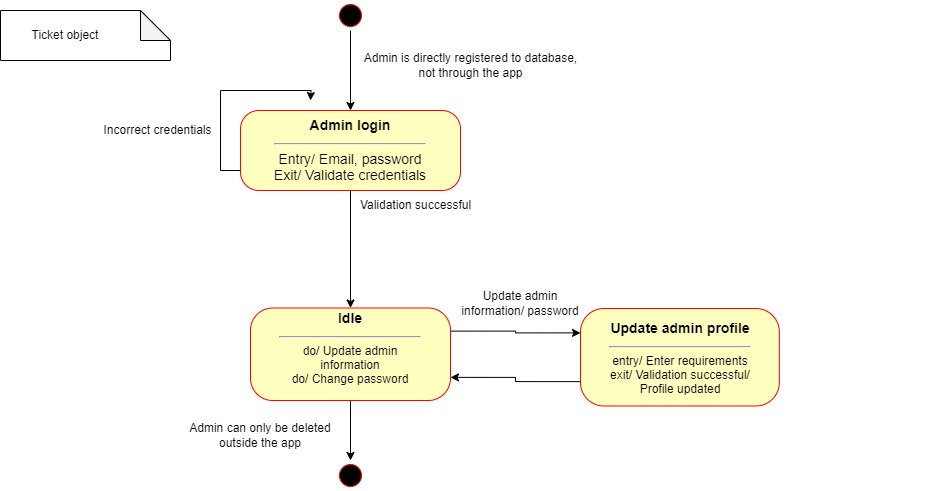 Ticket object
Admin is directly registered to database,
not through the app
Incorrect credentials
Admin login
Entry/ Email, password
Exit/ Validate credentials
Validation successful
Idle
do/ Update admin
information
do/ Change password
Update admin
information/ password
Update admin profile
entry/ Enter requirements
exit/ Validation successful/
Profile updated
Admin can only be deleted
outside the app